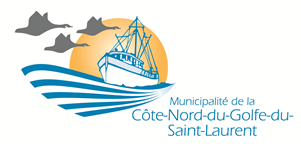 Municipalité de la
Côte-Nord-du-Golfe-du-
Saint-Laurent